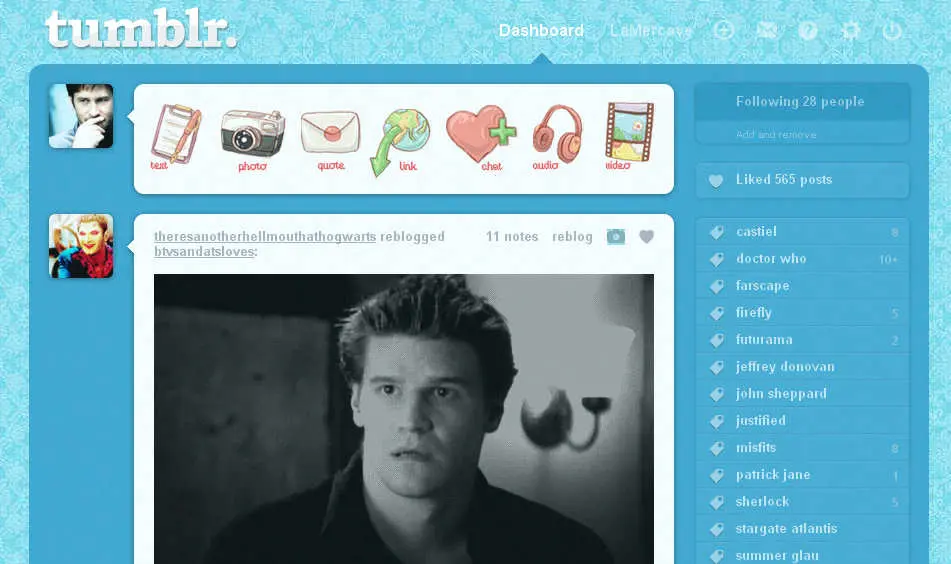 tumblr.
Dashboard LaMercave
text photo quote link chat audio video
theresanotherhellmouthathogwarts reblogged
btvsandatsloves:
11 notes reblog
Following 28 people
Add and remove
Liked 565 posts
castiel 8
doctor who 10+
farscape
firefly 5
futurama 2
jeffrey donovan
john sheppard
justified
misfits 8
patrick jane 1
sherlock 5
stargate atlantis
summer glau